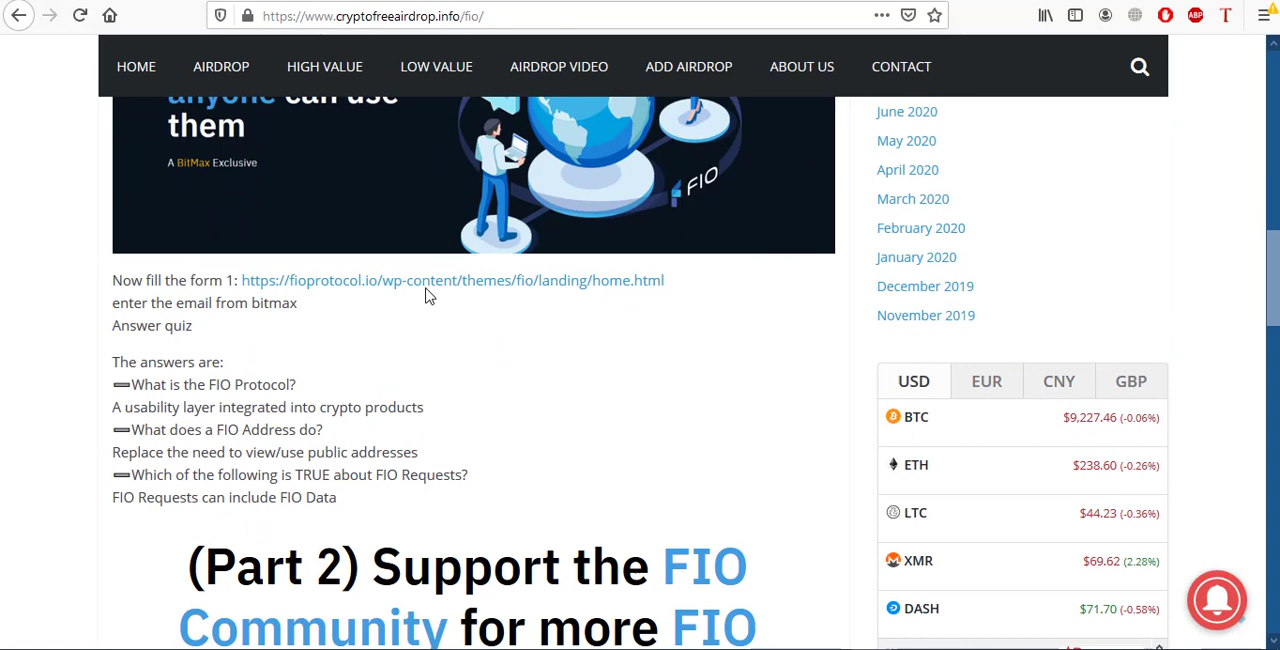 https://www.cryptofreeairdrop.info/fio/
ABP
T
HOME AIRDROP HIGH VALUE LOW VALUE AIRDROP VIDEO ADD AIRDROP ABOUT US CONTACT
anyone can use
them
A BitMax Exclusive
FIO
Now fill the form 1: https://fioprotocol.io/wp-content/themes/fio/landing/home.html
enter the email from bitmax
Answer quiz
The answers are:
➖What is the FIO Protocol?
A usability layer integrated into crypto products
➖What does a FIO Address do?
Replace the need to view/use public addresses
➖Which of the following is TRUE about FIO Requests?
FIO Requests can include FIO Data
(Part 2) Support the FIO
Community for more FIO
June 2020
May 2020
April 2020
March 2020
February 2020
January 2020
December 2019
November 2019
USD EUR CNY GBP
BTC $9,227.46 (-0.06%)
ETH $238.60 (-0.26%)
LTC $44.23 (-0.36%)
XMR $69.62 (2.28%)
DASH $71.70 (-0.58%)